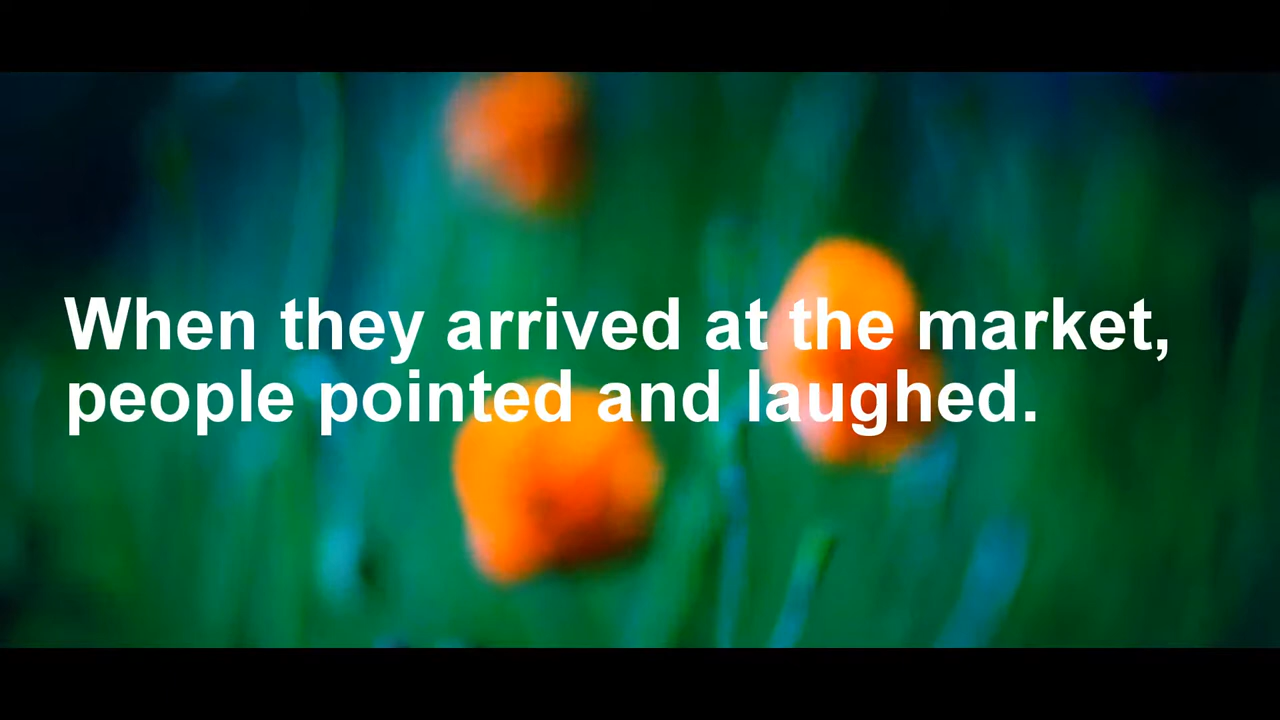 When they arrived at the market,
people pointed and laughed.